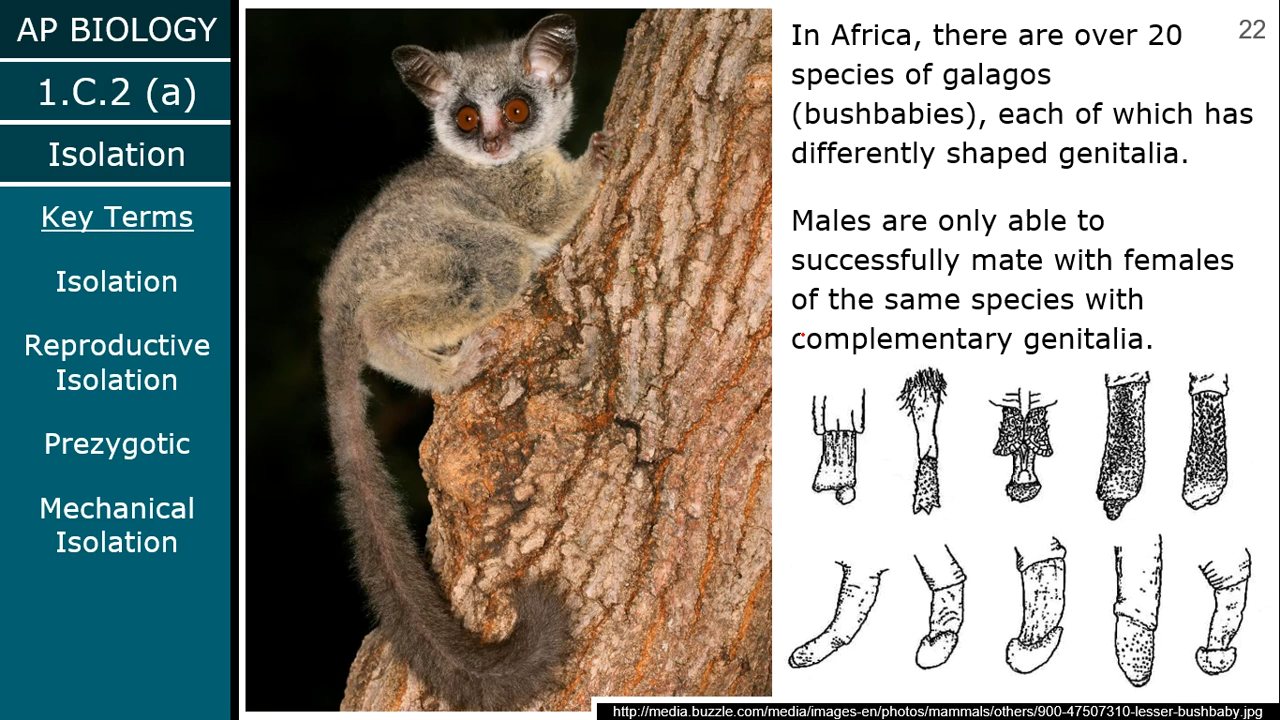 AP BIOLOGY
1.C.2 (a)
Isolation
Key Terms
Isolation
Reproductive
Isolation
Prezygotic
Mechanical
Isolation
22
In Africa, there are over 20
species of galagos
(bushbabies), each of which has
differently shaped genitalia.
Males are only able to
successfully mate with females
of the same species with
complementary genitalia.
http://media.buzzle.com/media/images-en/photos/mammals/others/900-47507310-lesser-bushbaby.jpg